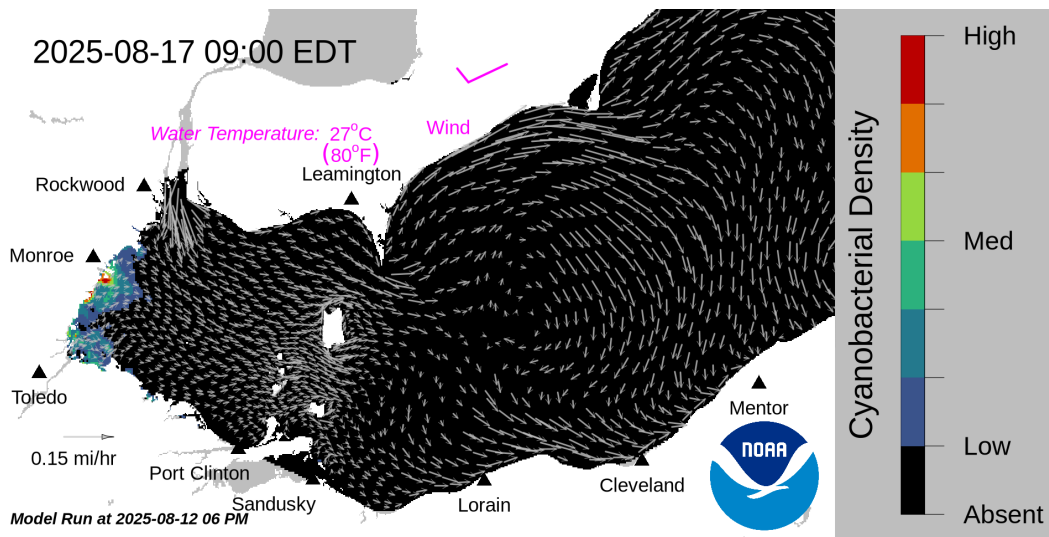 2025-08-17 09:00 EDT
Water Temperature: 27°C
(80°F)
Wind
Leamington
Rockwood
Monroe
Toledo
0.15 mi/hr
Port Clinton
Sandusky
Lorain
Cleveland
Mentor
NOAA
Model Run at 2025-08-12 06 PM
Cyanobacterial Density
High
Med
Low
Absent